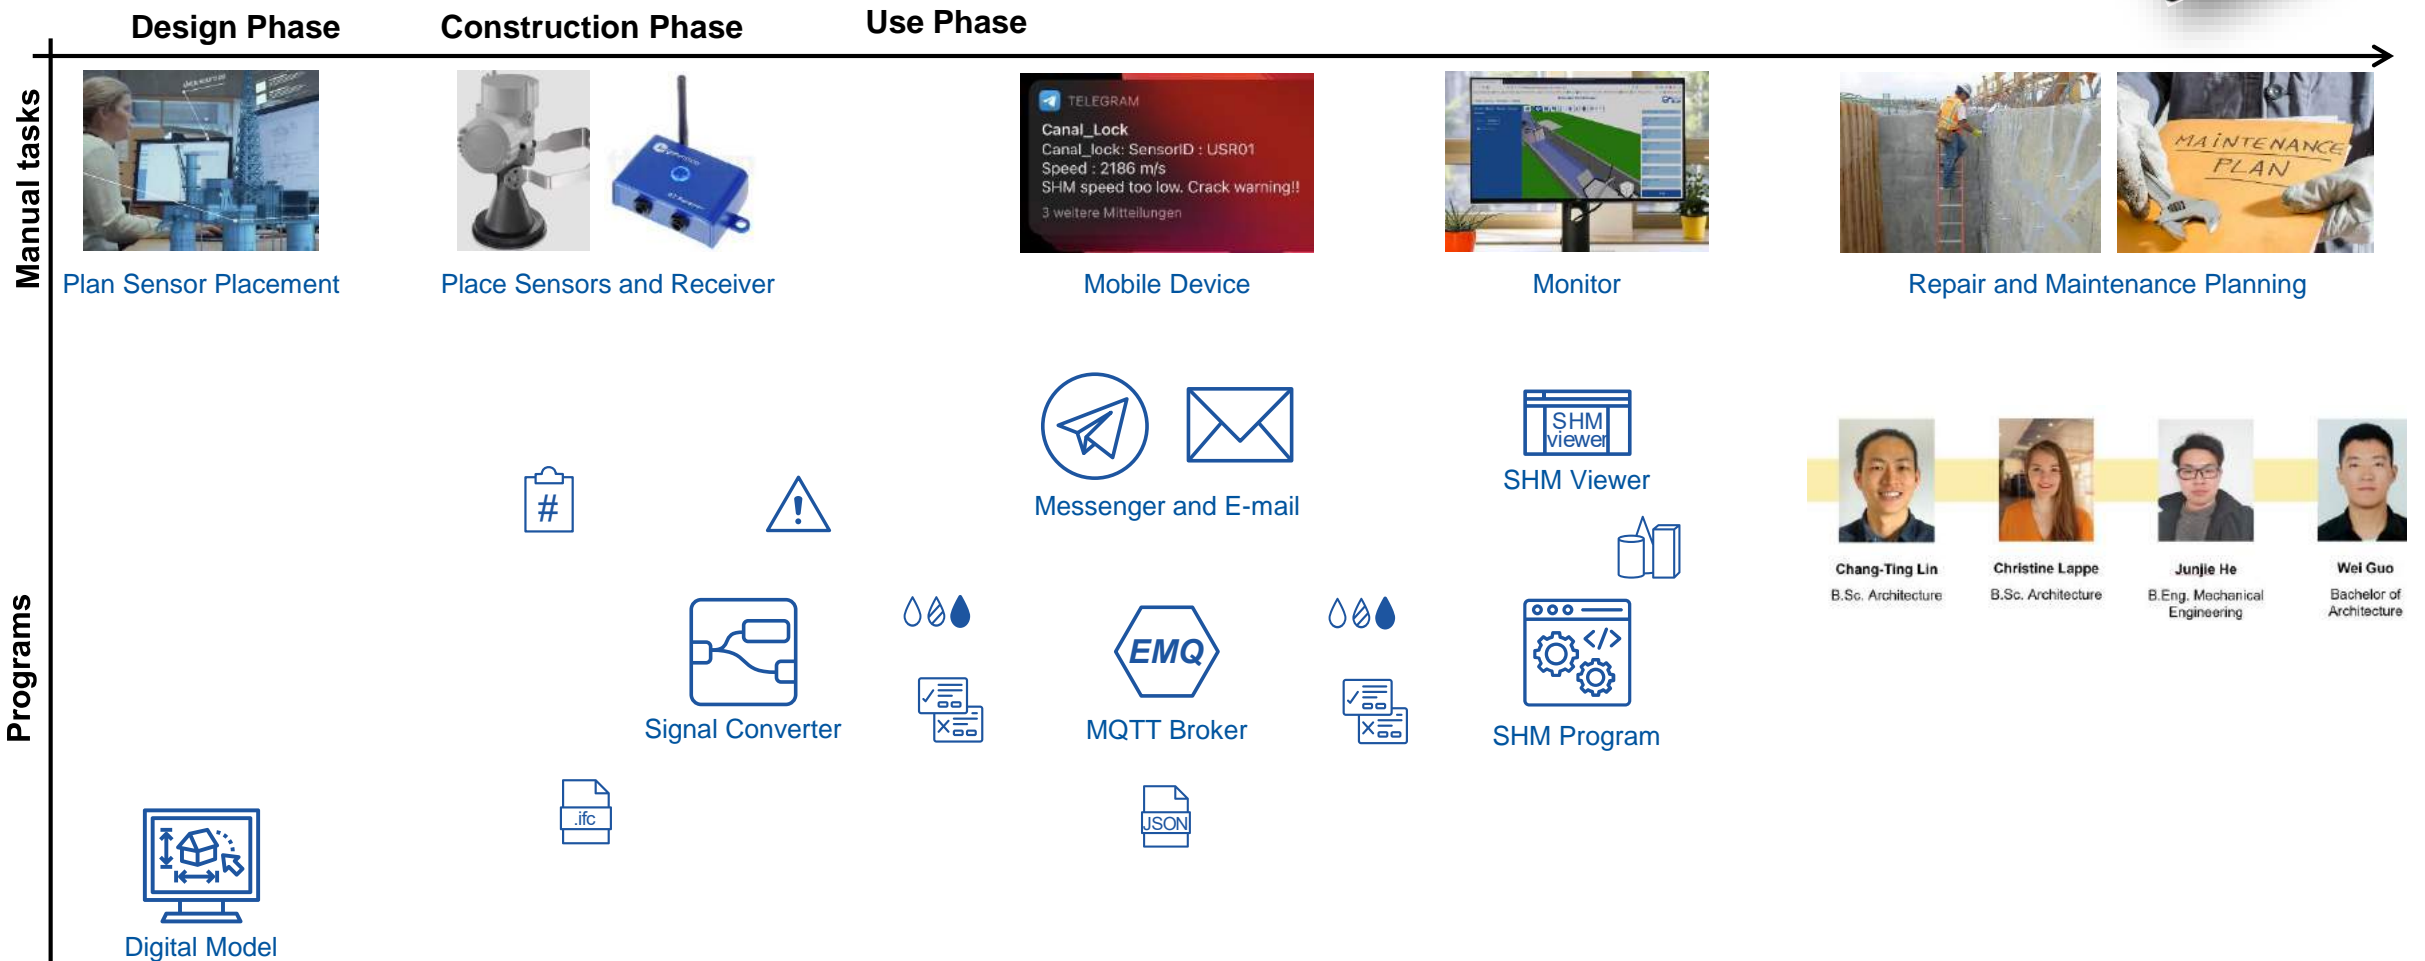 Design Phase
Construction Phase
Use Phase
Manual tasks
TELEGRAM
Canal_Lock
Canal_lock: SensorID : USR01
Speed : 2186 m/s
SHM speed too low. Crack warning!!
3 weitere Mitteilungen
MAINTENANCE
PLAN
Plan Sensor Placement
Place Sensors and Receiver
Mobile Device
Monitor
Repair and Maintenance Planning
Programs
#
!
Messenger and E-mail
SHM
viewer
SHM Viewer
Chang-Ting Lin
B.Sc. Architecture
Christine Lappe
B.Sc. Architecture
Junjie He
B.Eng. Mechanical
Engineering
Wei Guo
Bachelor of
Architecture
Signal Converter
EMQ
MQTT Broker
</>
SHM Program
.ifc
JSON
Digital Model